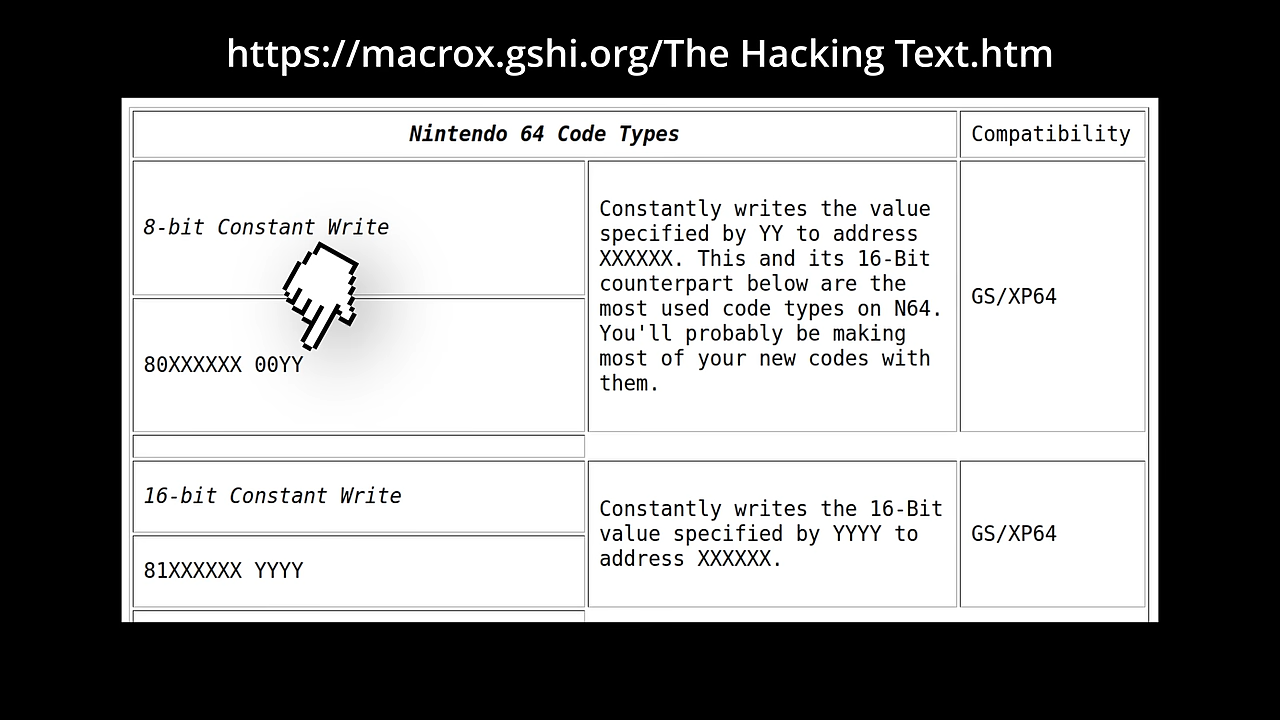 https://macrox.gshi.org/The Hacking Text.htm
Nintendo 64 Code Types
Compatibility
8-bit Constant Write
80XXXXXX 00YY
Constantly writes the value
specified by YY to address
XXXXXX. This and its 16-Bit
counterpart below are the
most used code types on N64.
You'll probably be making
most of your new codes with
them.
GS/XP64
16-bit Constant Write
81XXXXXX YYYY
Constantly writes the 16-Bit
value specified by YYYY to
address XXXXXX.
GS/XP64